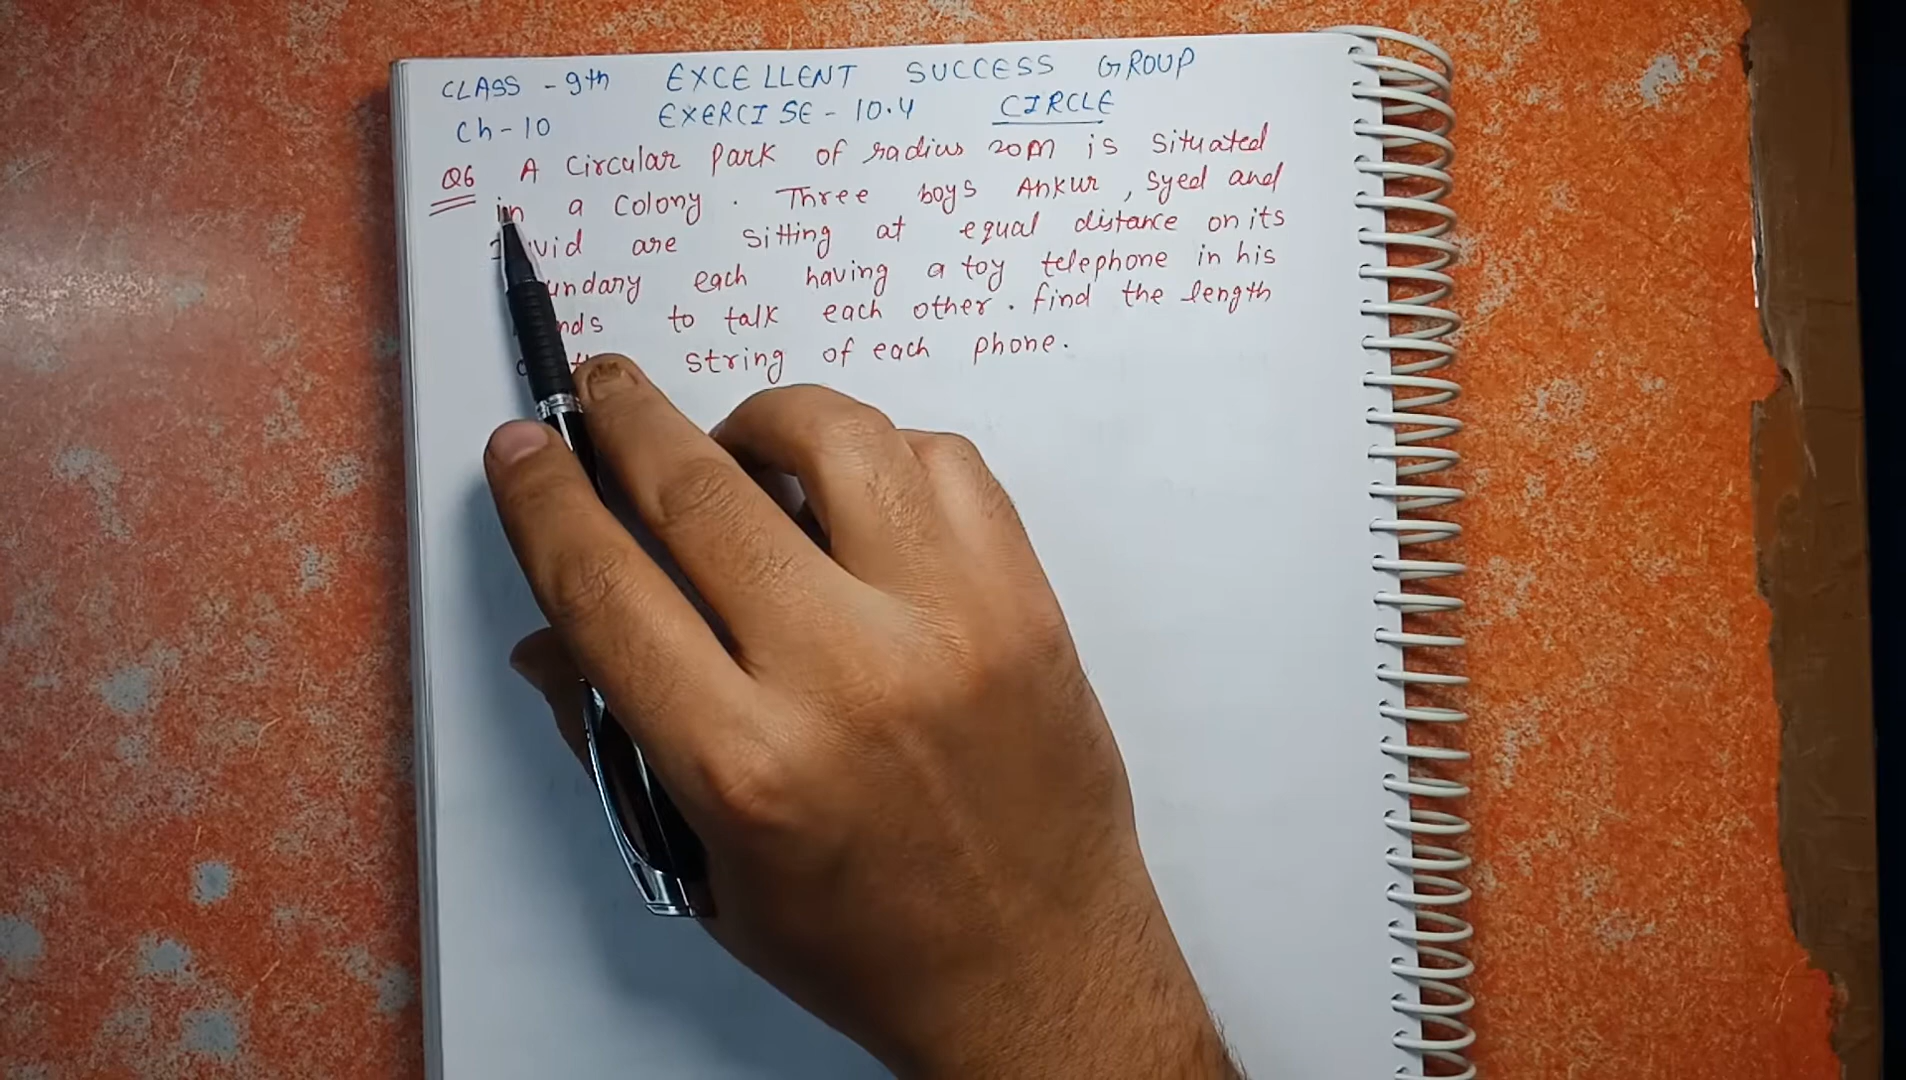 CLASS - 9th EXCELLENT SUCCESS GROUP
Ch-10 EXERCISE - 10.4 CIRCLE
Q6 A Circular Park of radius 20m is Situated
in a Colony. Three boys Ankur, Syed and
are sitting at equal distance on its
each having a toy telephone in his
to talk each other. find the length
string of each phone.